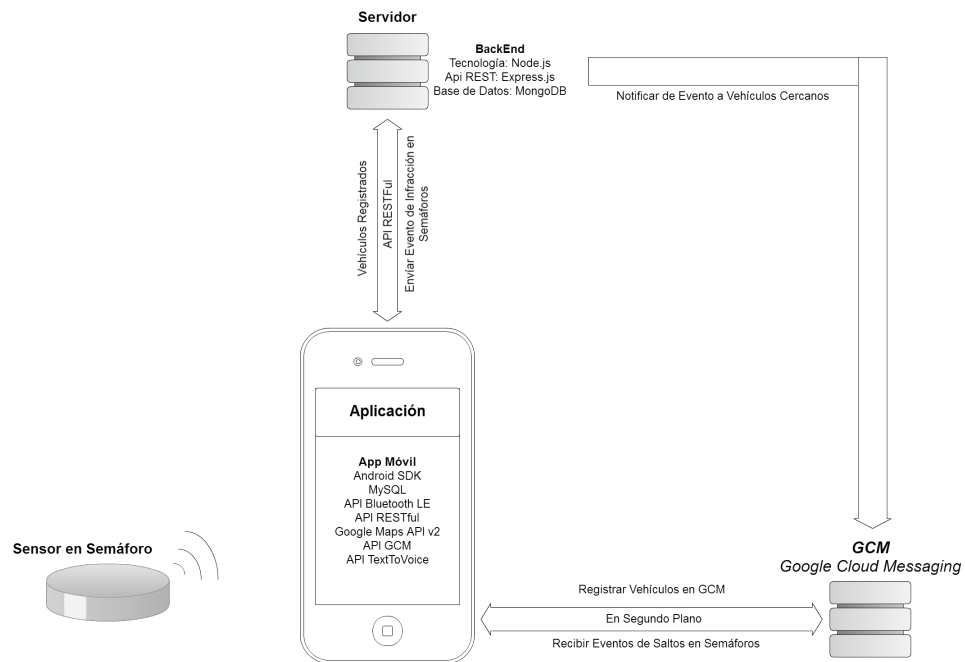 Servidor
BackEnd
Tecnología: Node.js
Api REST: Express.js
Base de Datos: MongoDB
Notificar de Evento a Vehículos Cercanos
Vehículos Registrados
API RESTFul
Envíar Evento de Infracción en
Semáforos
Aplicación
App Móvil
Android SDK
MySQL
API Bluetooth LE
API RESTful
Google Maps API v2
API GCM
API TextToVoice
Sensor en Semáforo
GCM
Google Cloud Messaging
Registrar Vehículos en GCM
En Segundo Plano
Recibir Eventos de Saltos en Semáforos